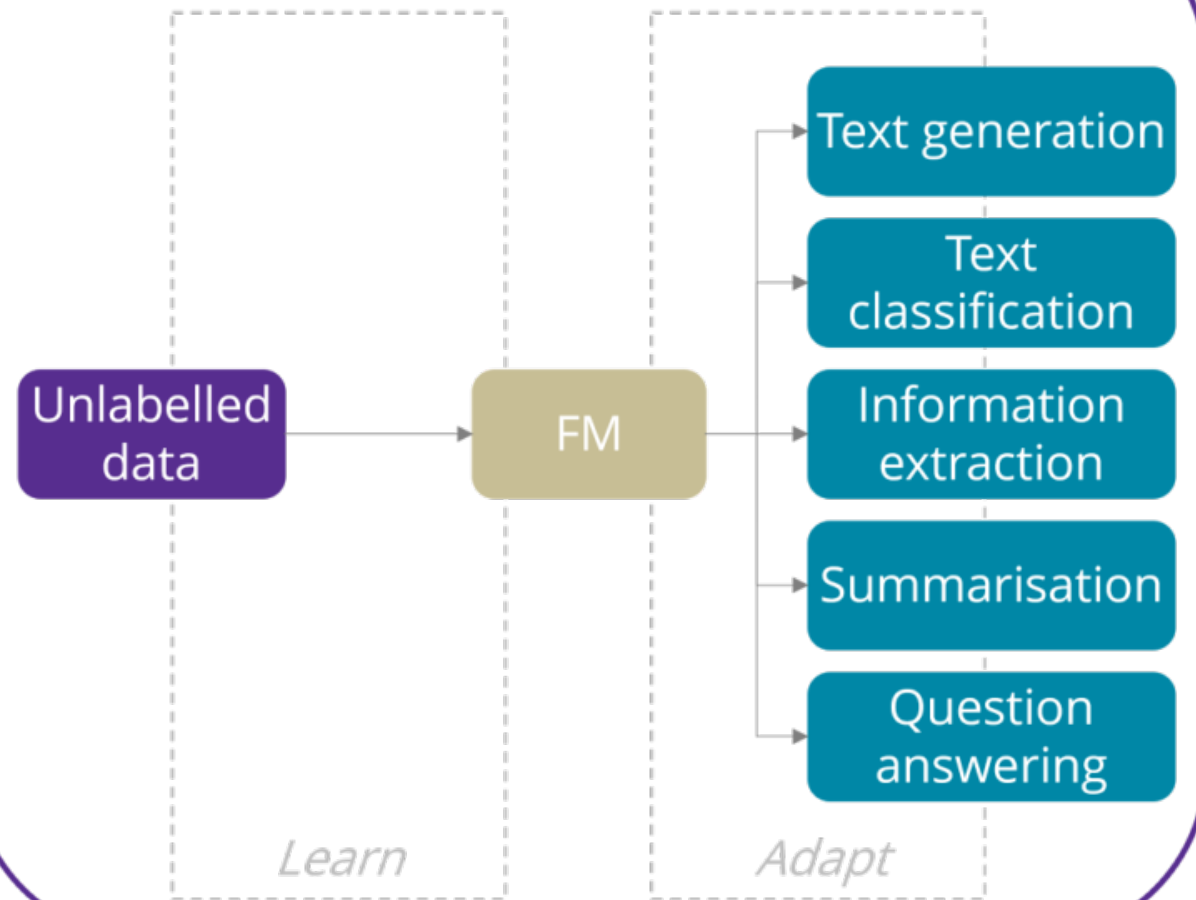 Unlabelled
data
FM
Text generation
Text
classification
Information
extraction
Summarisation
Question
answering
Learn
Adapt